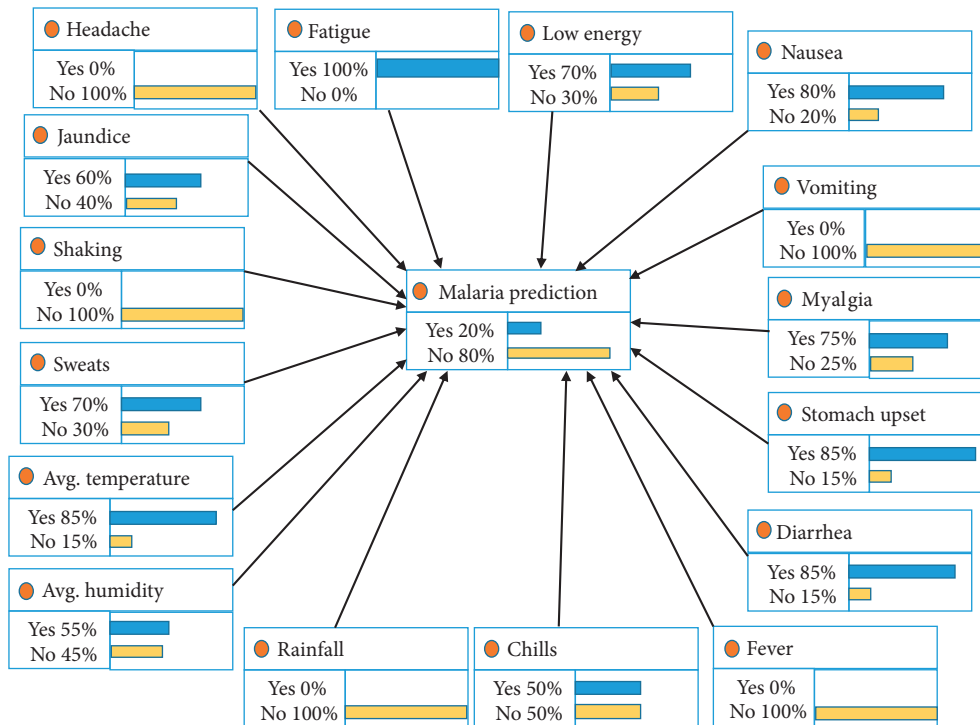 Headache
Yes 0%
No 100%
Fatigue
Yes 100%
No 0%
Low energy
Yes 70%
No 30%
Nausea
Yes 80%
No 20%
Jaundice
Yes 60%
No 40%
Vomiting
Yes 0%
No 100%
Shaking
Yes 0%
No 100%
Malaria prediction
Yes 20%
No 80%
Myalgia
Yes 75%
No 25%
Sweats
Yes 70%
No 30%
Stomach upset
Yes 85%
No 15%
Avg. temperature
Yes 85%
No 15%
Diarrhea
Yes 85%
No 15%
Avg. humidity
Yes 55%
No 45%
Rainfall
Yes 0%
No 100%
Chills
Yes 50%
No 50%
Fever
Yes 0%
No 100%